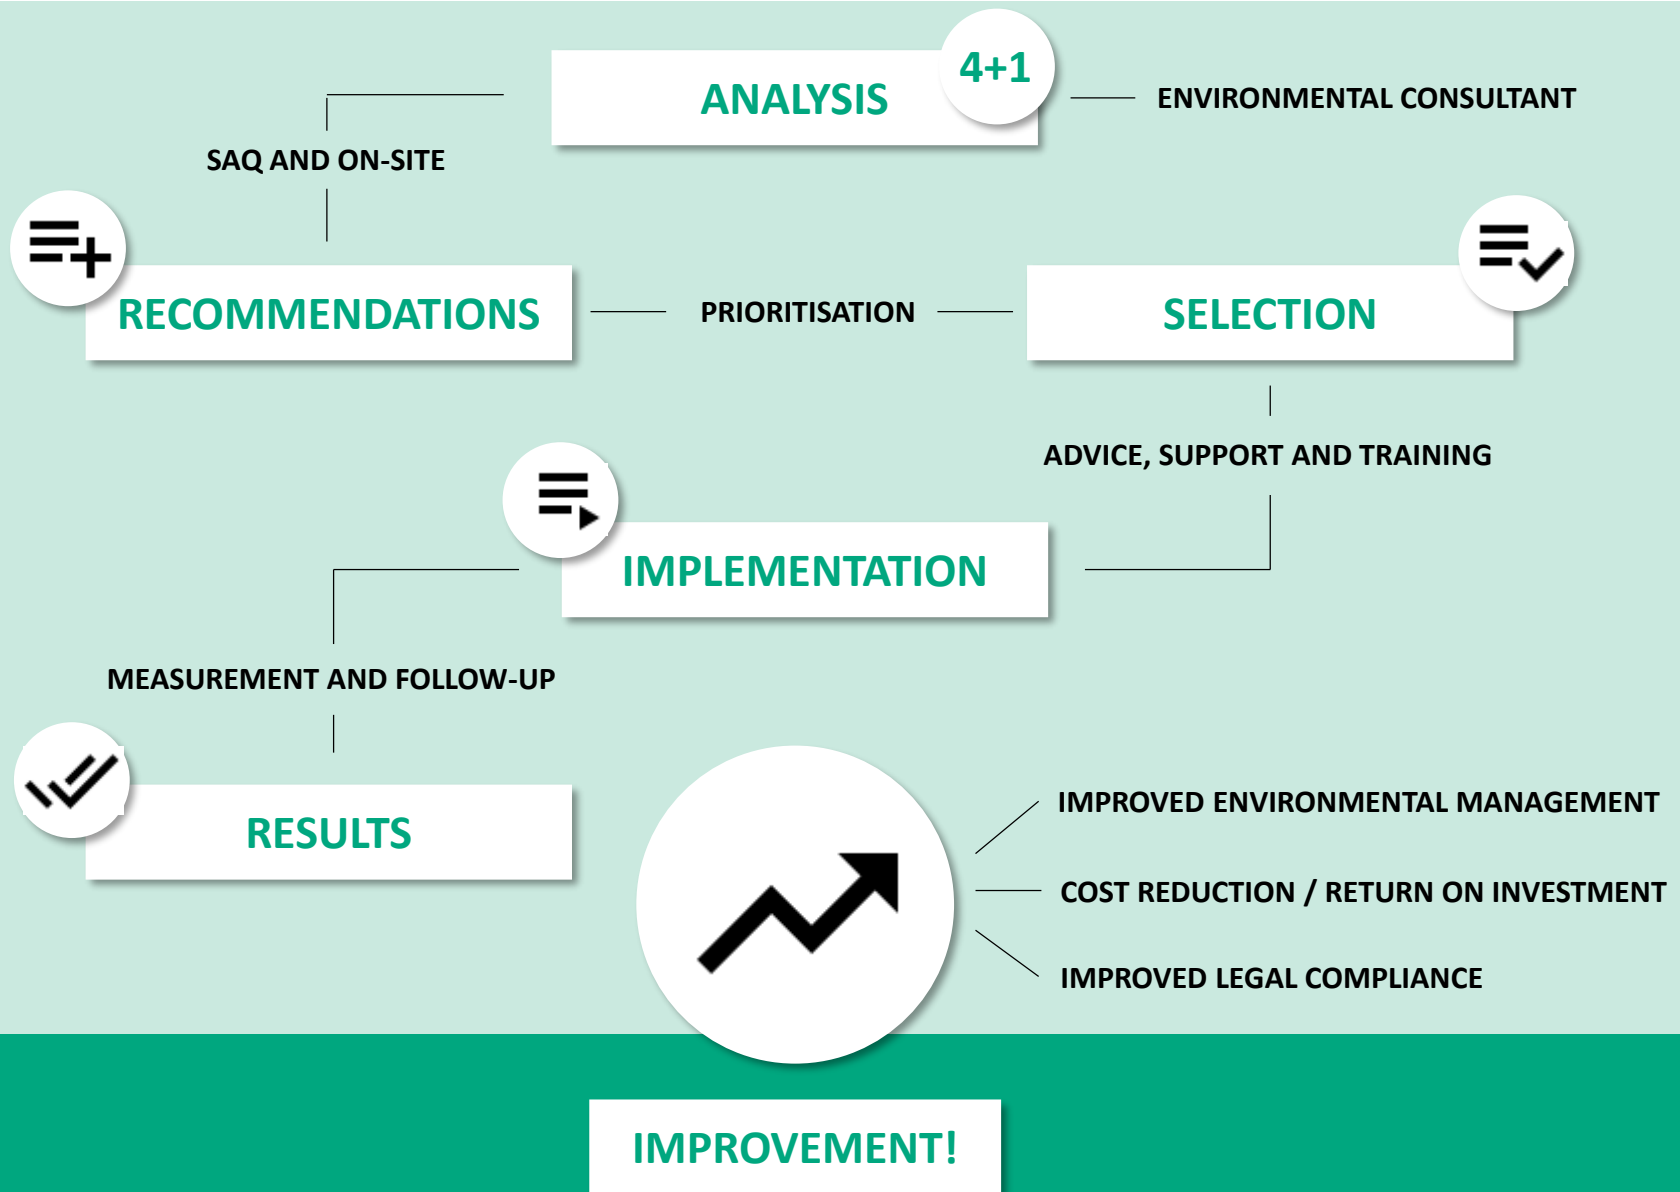 4+1
ANALYSIS
ENVIRONMENTAL CONSULTANT
SAQ AND ON-SITE
RECOMMENDATIONS
PRIORITISATION
SELECTION
ADVICE, SUPPORT AND TRAINING
IMPLEMENTATION
MEASUREMENT AND FOLLOW-UP
RESULTS
IMPROVED ENVIRONMENTAL MANAGEMENT
COST REDUCTION / RETURN ON INVESTMENT
IMPROVED LEGAL COMPLIANCE
IMPROVEMENT!